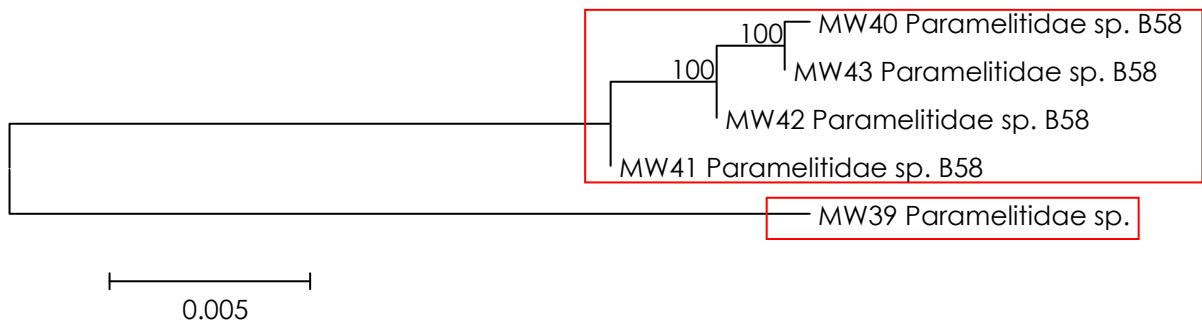 100
MW40 Paramelitidae sp. B58
100
MW43 Paramelitidae sp. B58
MW42 Paramelitidae sp. B58
MW41 Paramelitidae sp. B58
MW39 Paramelitidae sp.
0.005